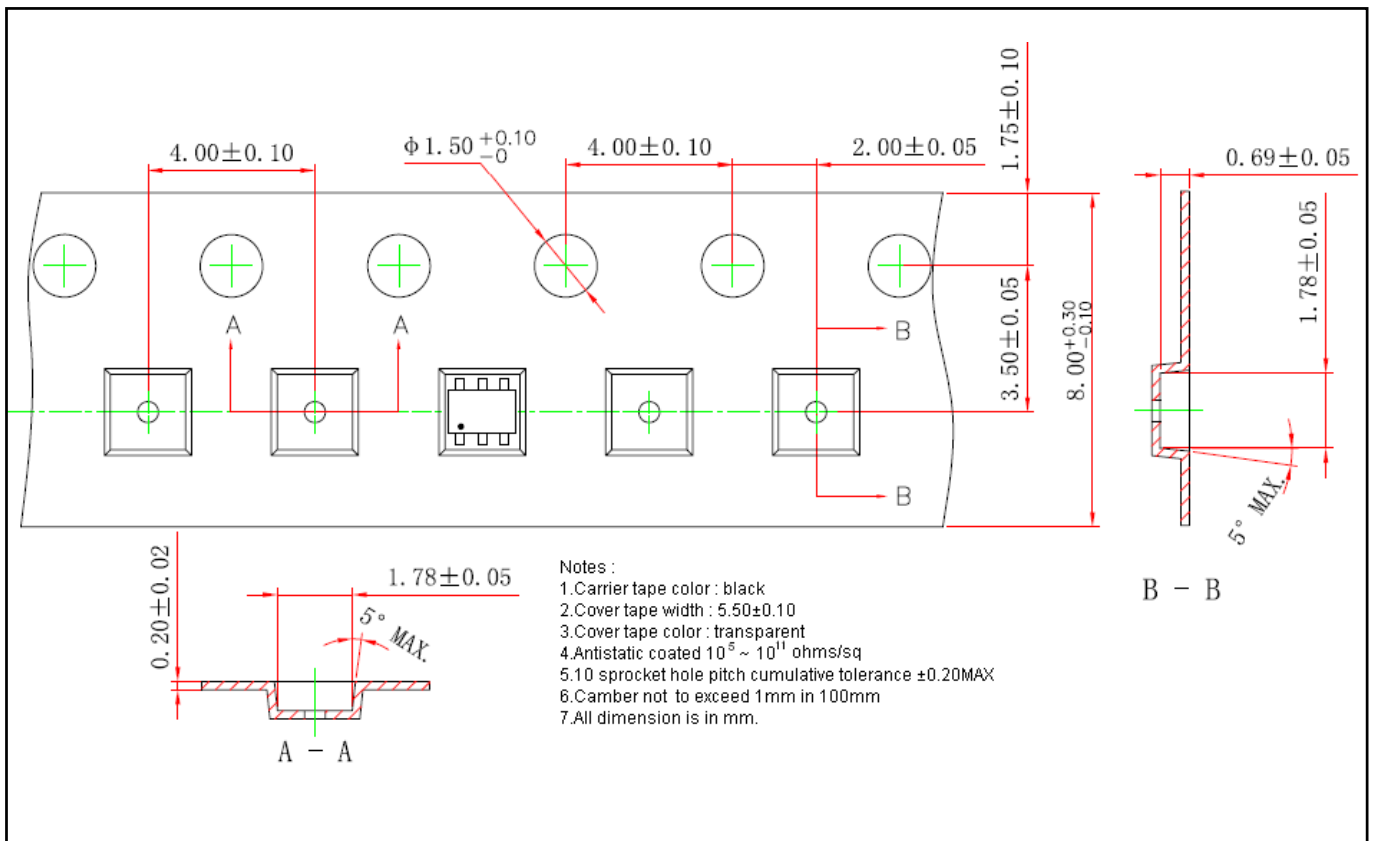 4.00±0.10
Φ1.50 +0.10 -0
4.00±0.10
2.00±0.05
1.75±0.10
0.69±0.05
A
A
B
B
3.50±0.05
8.00 +0.30 -0.10
1.78±0.05
5° MAX.
B - B
0.20±0.02
1.78±0.05
5° MAX.
A - A
Notes :
1.Carrier tape color : black
2.Cover tape width : 5.50±0.10
3.Cover tape color : transparent
4.Antistatic coated 10⁵ ~ 10¹¹ ohms/sq
5.10 sprocket hole pitch cumulative tolerance ±0.20MAX
6.Camber not to exceed 1mm in 100mm
7.All dimension is in mm.